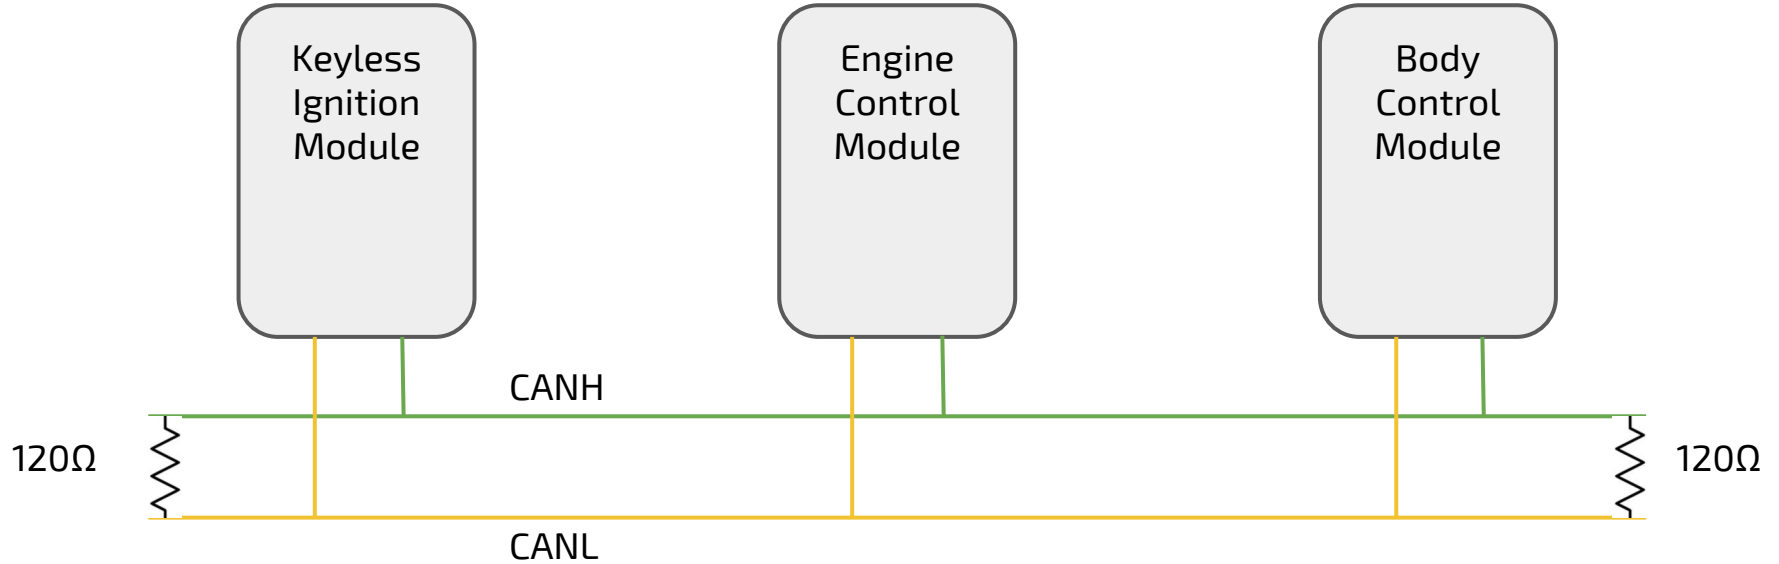 Keyless
Ignition
Module
Engine
Control
Module
Body
Control
Module
CANH
120Ω
120Ω
CANL